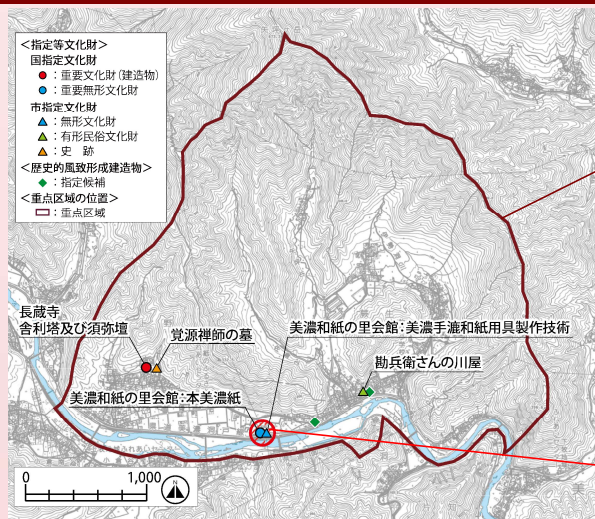 <指定等文化財>
国指定文化財
：重要文化財（建造物）
：重要無形文化財
市指定文化財
：無形文化財
：有形民俗文化財
：史　跡
<歴史的風致形成建造物>
：指定候補
<重点区域の位置>
：重点区域
長蔵寺
舎利塔及び須弥壇
覚源禅師の墓
美濃和紙の里会館：美濃手漉和紙用具製作技術
勘兵衛さんの川屋
美濃和紙の里会館：本美濃紙
0 1,000
N